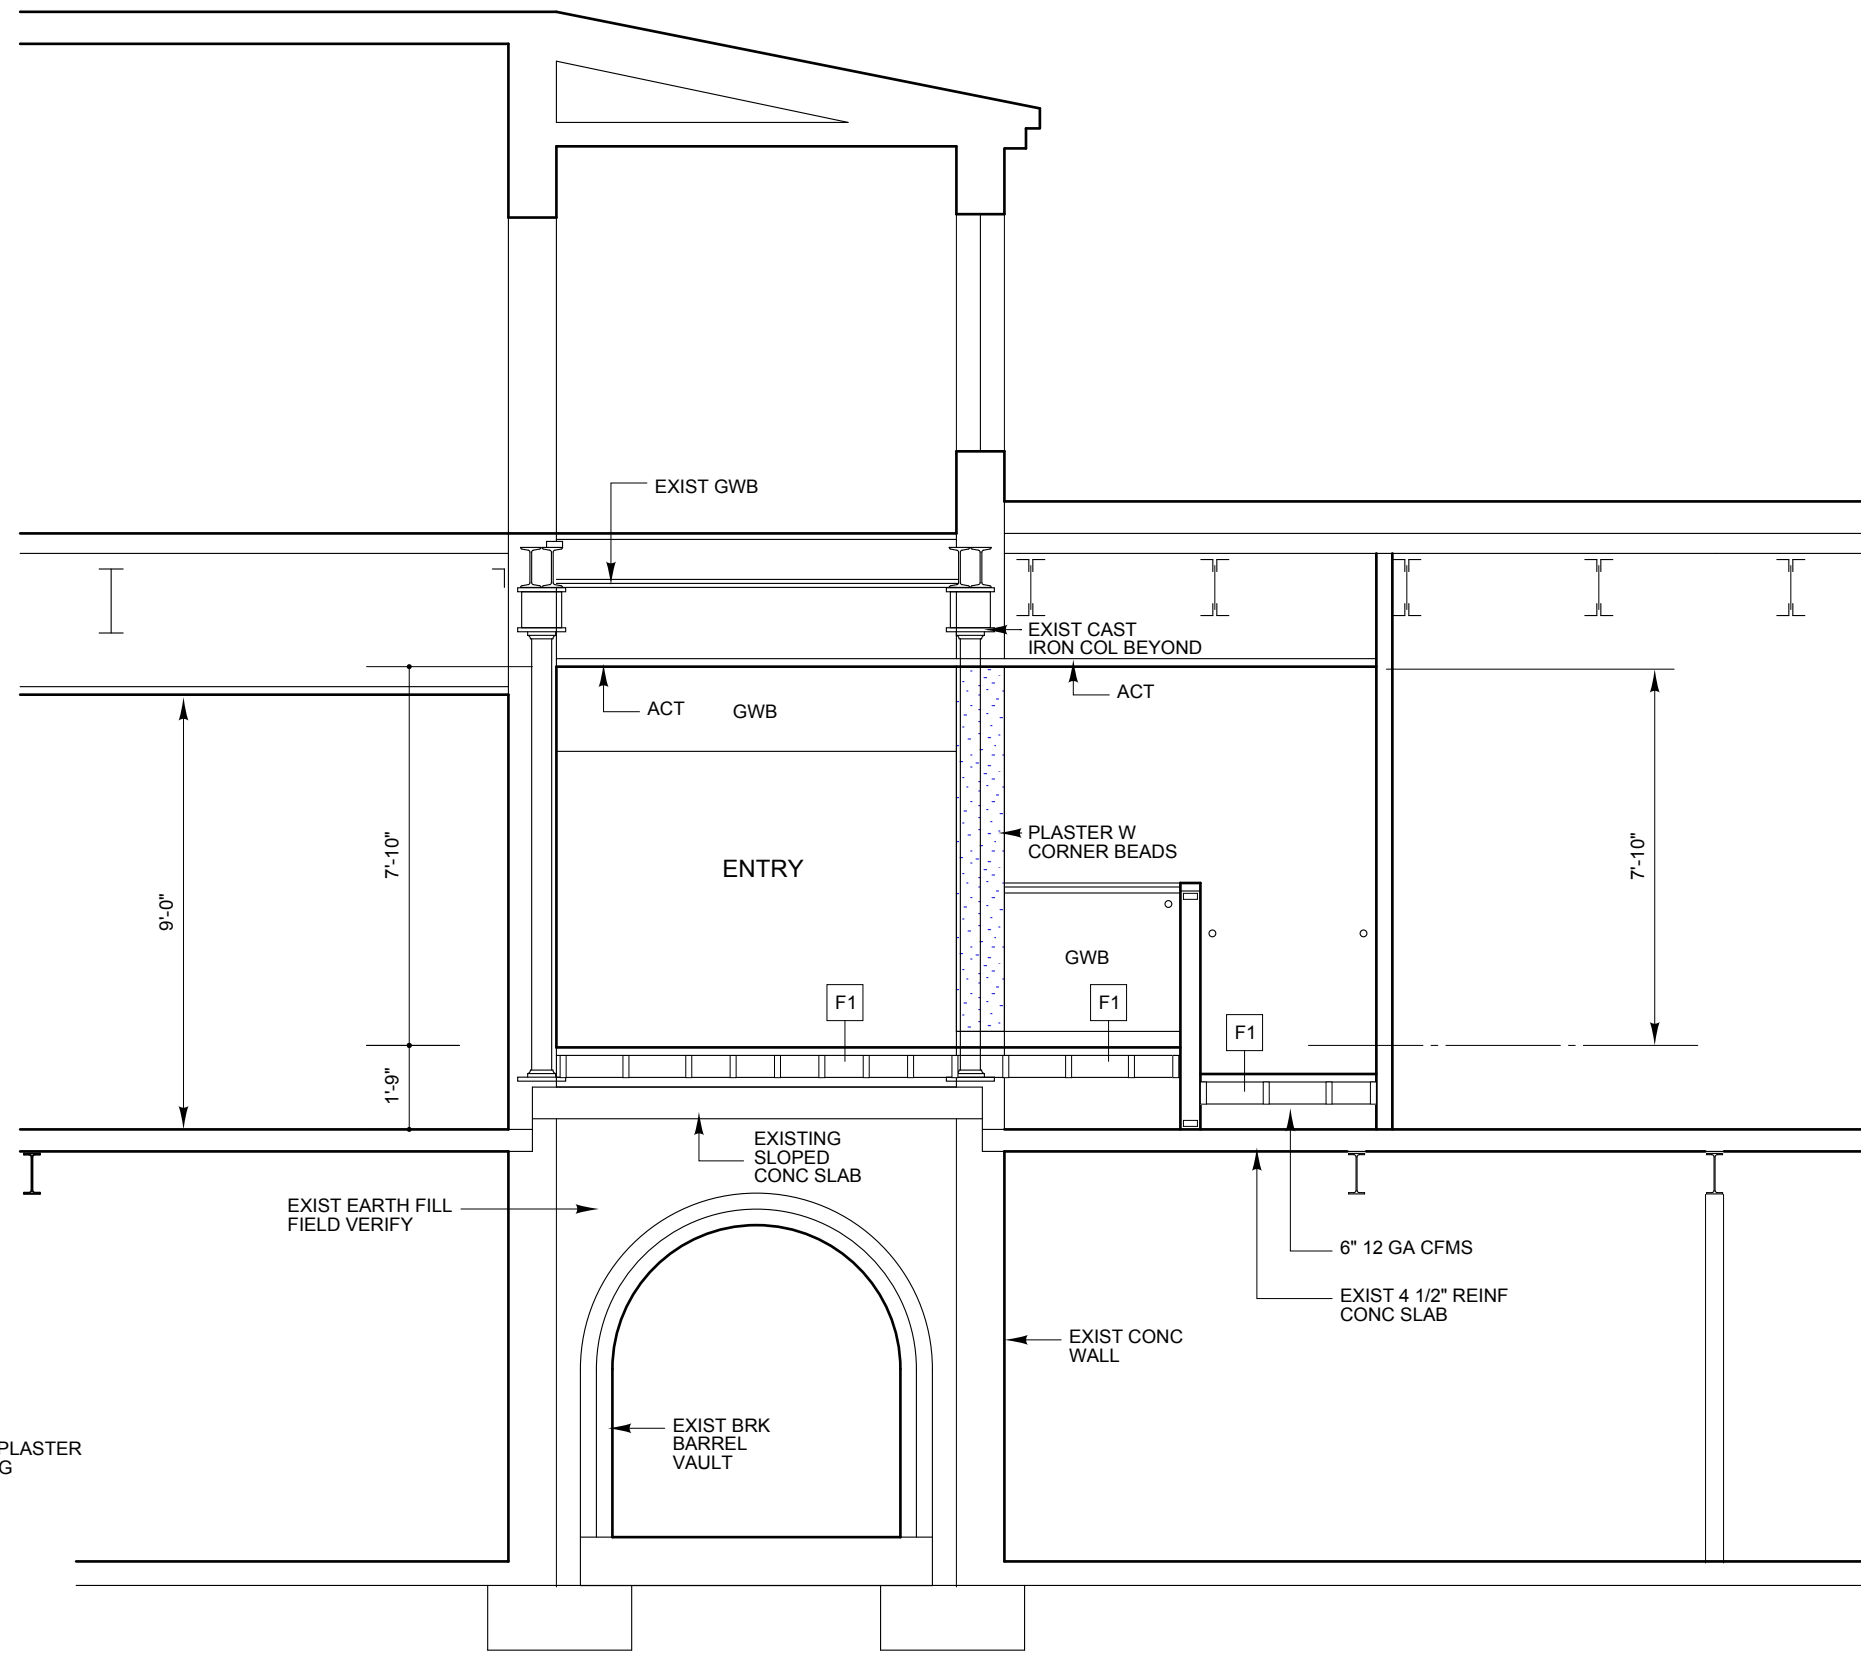 EXIST GWB
EXIST CAST
IRON COL BEYOND
ACT
GWB
ACT
7'-10"
9'-0"
1'-9"
ENTRY
PLASTER W
CORNER BEADS
7'-10"
GWB
F1
F1
F1
EXISTING
SLOPED
CONC SLAB
EXIST EARTH FILL
FIELD VERIFY
6" 12 GA CFMS
EXIST 4 1/2" REINF
CONC SLAB
EXIST CONC
WALL
EXIST BRK
BARREL
VAULT
PLASTER
G